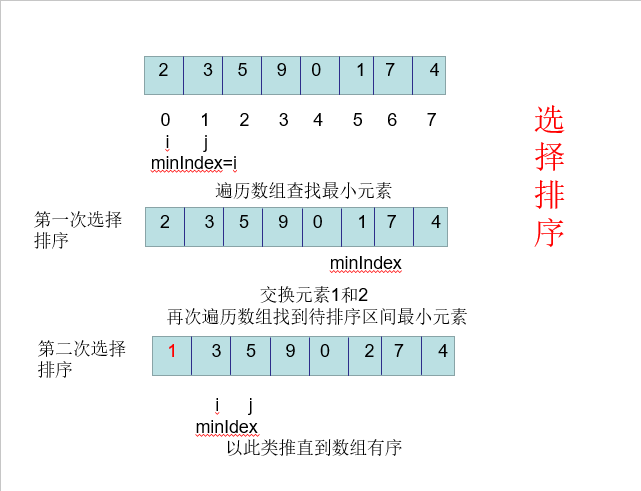 2 3 5 9 0 1 7 4
0 1 2 3 4 5 6 7
i j
minIndex=i
遍历数组查找最小元素
第一次选择
排序
2 3 5 9 0 1 7 4
minIndex
交换元素1和2
再次遍历数组找到待排序区间最小元素
第二次选择
排序
1 3 5 9 0 2 7 4
i j
minIdex
以此类推直到数组有序
选
择
排
序